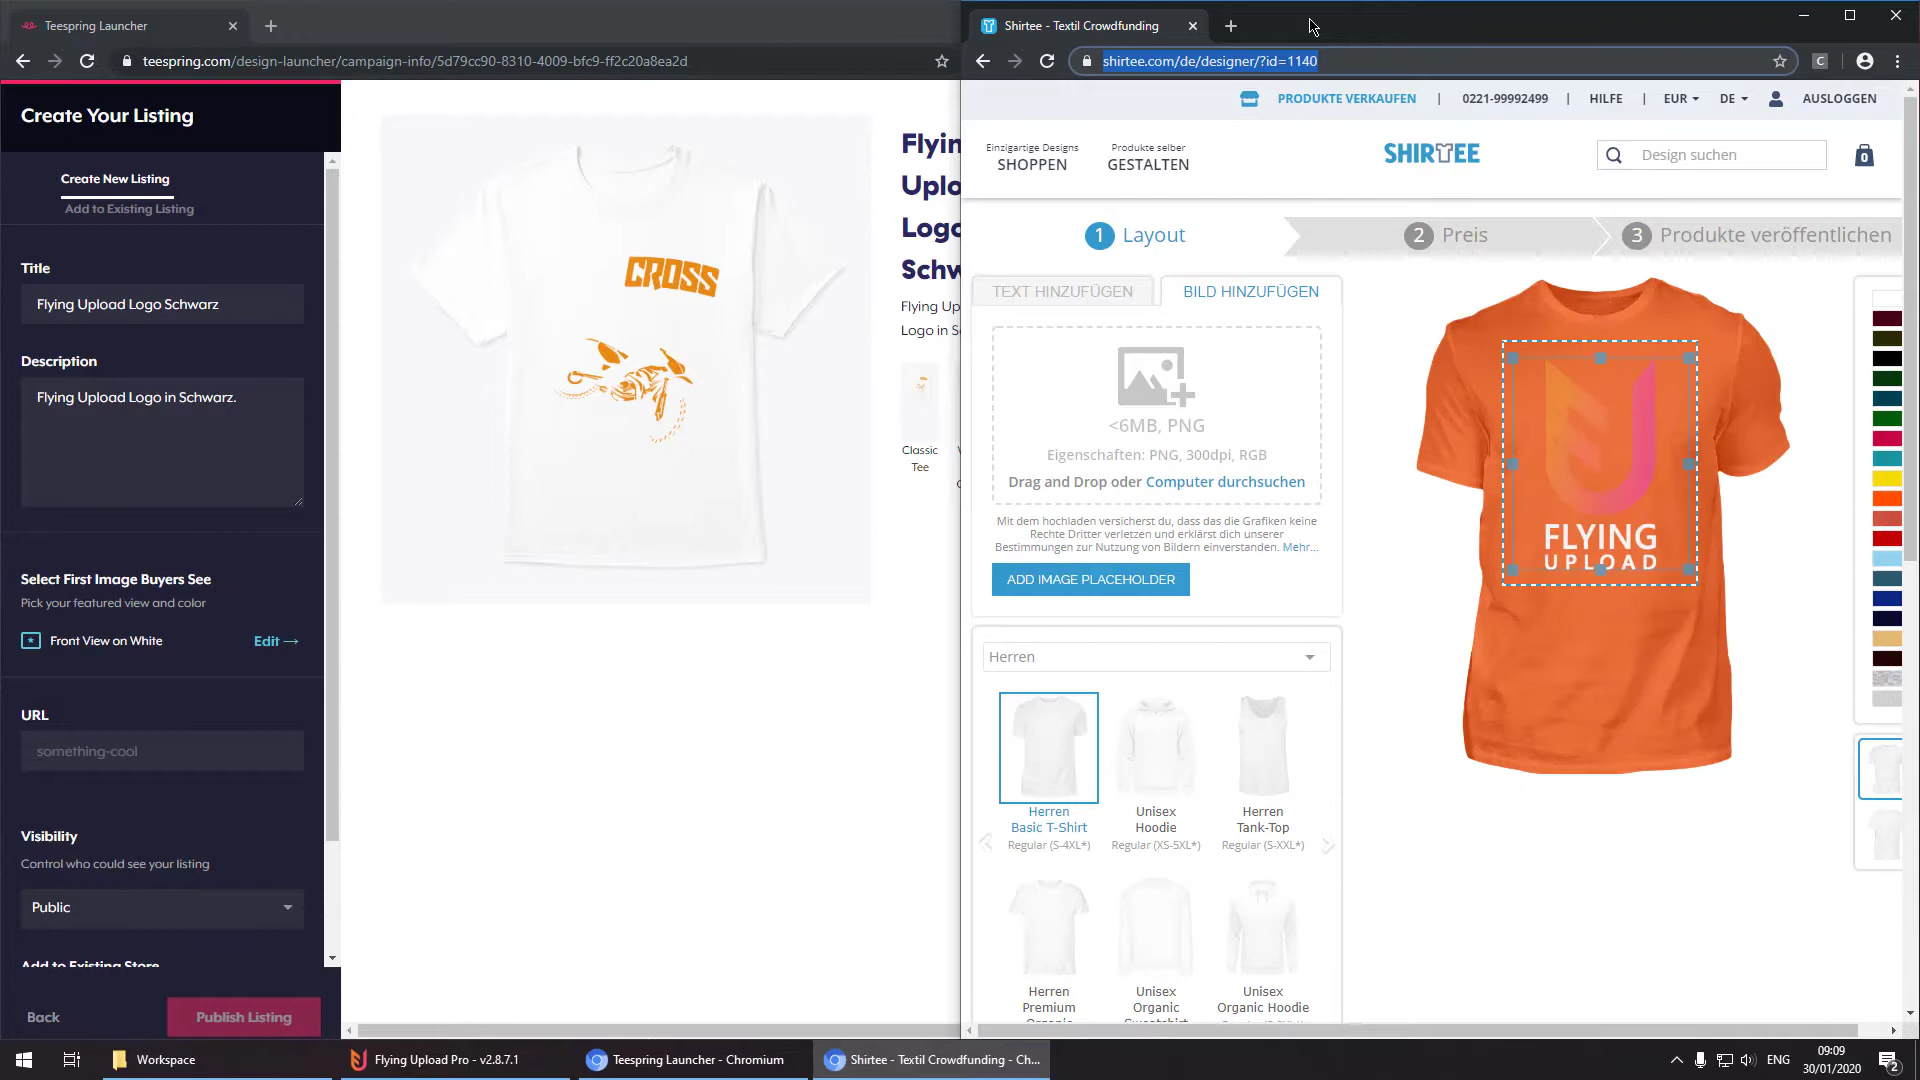 Teespring Launcher
teespring.com/design-launcher/campaign-info/5d79cc90-8310-4009-bfc9-ff2c20a8ea2d
Create Your Listing
Create New Listing
Add to Existing Listing
Title
Flying Upload Logo Schwarz
Description
Flying Upload Logo in Schwarz.
Select First Image Buyers See
Pick your featured view and color
Front View on White
Edit →
URL
something-cool
Visibility
Control who could see your listing
Public
Add to Existing Store
Back
Publish Listing
CROSS
Classic
Tee
Shirtee - Textil Crowdfunding
shirtee.com/de/designer/?id=1140
PRODUKTE VERKAUFEN | 0221-99992499 | HILFE | EUR DE AUSLOGGEN
Einzigartige Designs
SHOPPEN
Produkte selber
GESTALTEN
SHIRTEE
Design suchen
0
1 Layout
2 Preis
3 Produkte veröffentlichen
TEXT HINZUFÜGEN
BILD HINZUFÜGEN
<6MB, PNG
Eigenschaften: PNG, 300dpi, RGB
Drag and Drop oder Computer durchsuchen
Mit dem hochladen versicherst du, dass das die Grafiken keine
Rechte Dritter verletzen und erklärst dich unserer
Bestimmungen zur Nutzung von Bildern einverstanden. Mehr...
ADD IMAGE PLACEHOLDER
FLYING
UPLOAD
Herren
Herren
Basic T-Shirt
Regular (S-4XL*)
Unisex
Hoodie
Regular (XS-5XL*)
Herren
Tank-Top
Regular (S-XXL*)
Herren
Premium
Organic
Unisex
Organic
Sweatshirt
Unisex
Organic Hoodie
Workspace
Flying Upload Pro - v2.8.7.1
Teespring Launcher - Chromium
Shirtee - Textil Crowdfunding - Ch...
ENG
09:09
30/01/2020
2